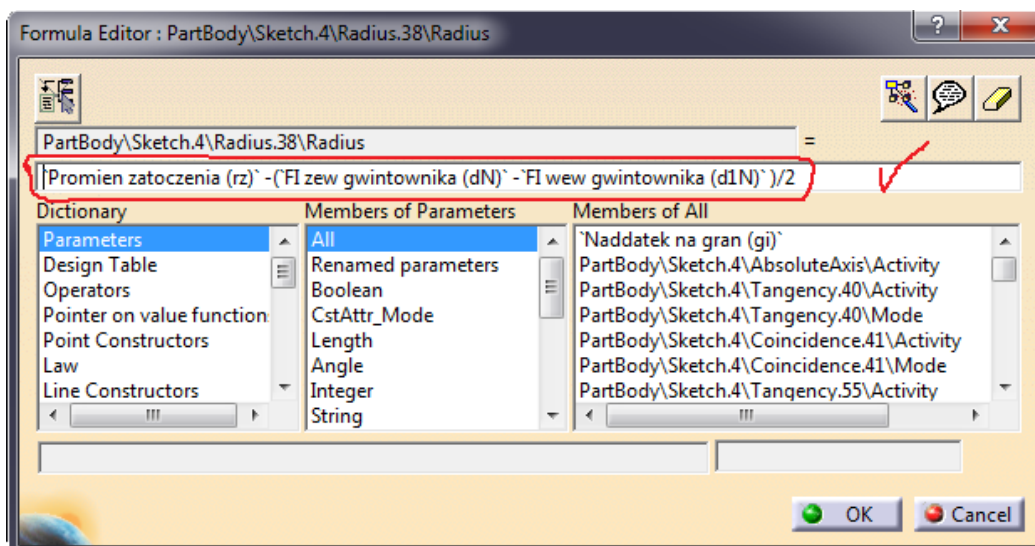 Formula Editor : PartBody\Sketch.4\Radius.38\Radius
?
X
PartBody\Sketch.4\Radius.38\Radius =
`Promien zatoczenia (rz)` -(`FI zew gwintownika (dN)` -`FI wew gwintownika (d1N)` )/2
Dictionary Members of Parameters Members of All
Parameters All `Naddatek na gran (gi)`
Design Table Renamed parameters PartBody\Sketch.4\AbsoluteAxis\Activity
Operators Boolean PartBody\Sketch.4\Tangency.40\Activity
Pointer on value function: CstAttr_Mode PartBody\Sketch.4\Tangency.40\Mode
Point Constructors Length PartBody\Sketch.4\Coincidence.41\Activity
Law Angle PartBody\Sketch.4\Coincidence.41\Mode
Line Constructors Integer PartBody\Sketch.4\Tangency.55\Activity
String
OK Cancel